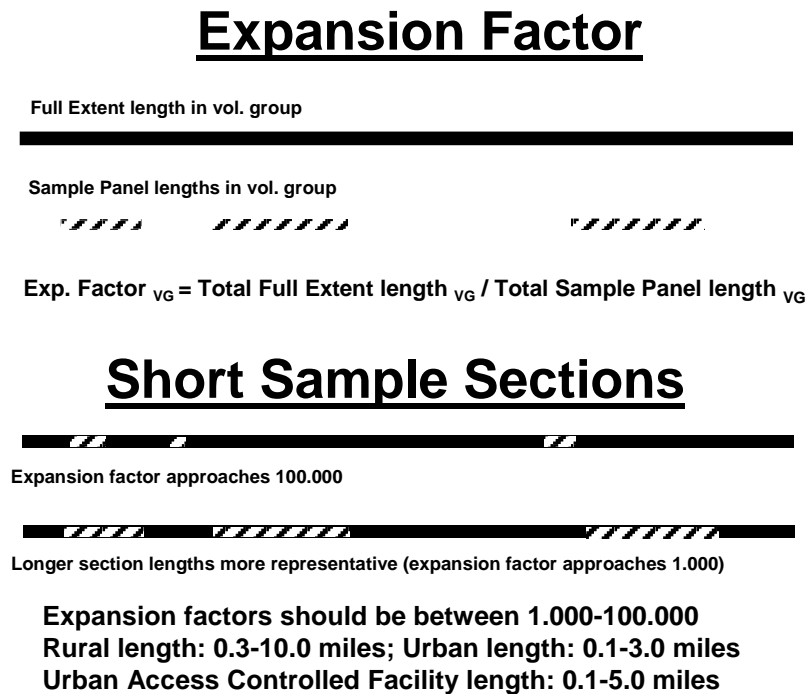 Expansion Factor
Full Extent length in vol. group
Sample Panel lengths in vol. group
Exp. Factor VG = Total Full Extent length VG / Total Sample Panel length VG
Short Sample Sections
Expansion factor approaches 100.000
Longer section lengths more representative (expansion factor approaches 1.000)
Expansion factors should be between 1.000-100.000
Rural length: 0.3-10.0 miles; Urban length: 0.1-3.0 miles
Urban Access Controlled Facility length: 0.1-5.0 miles